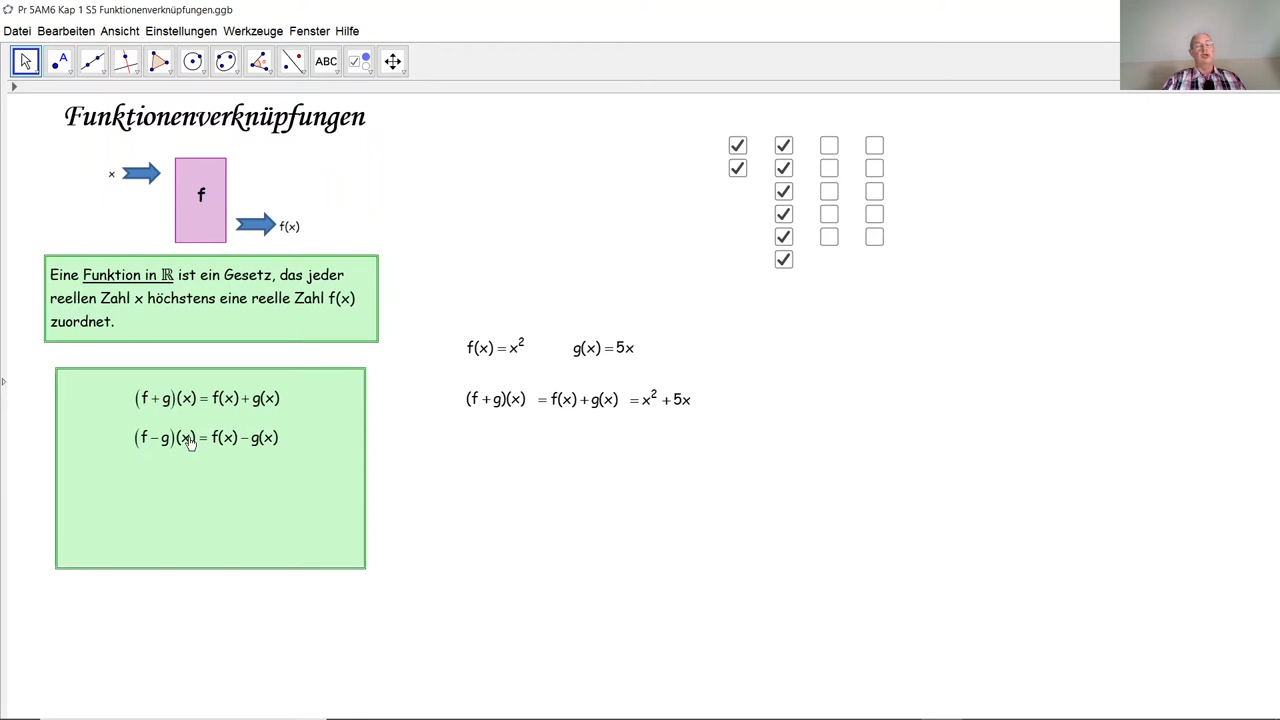 Pr 5AM6 Kap 1 S5 Funktionenverknüpfungen.ggb
Datei Bearbeiten Ansicht Einstellungen Werkzeuge Fenster Hilfe
A
ABC
Funktionenverknüpfungen
x
f
f(x)
Eine Funktion in ℝ ist ein Gesetz, das jeder
reellen Zahl x höchstens eine reelle Zahl f(x)
zuordnet.
f(x) = x² g(x) = 5x
(f + g)(x) = f(x) + g(x)
(f + g)(x) = f(x) + g(x) = x² + 5x
(f − g)(x) = f(x) − g(x)